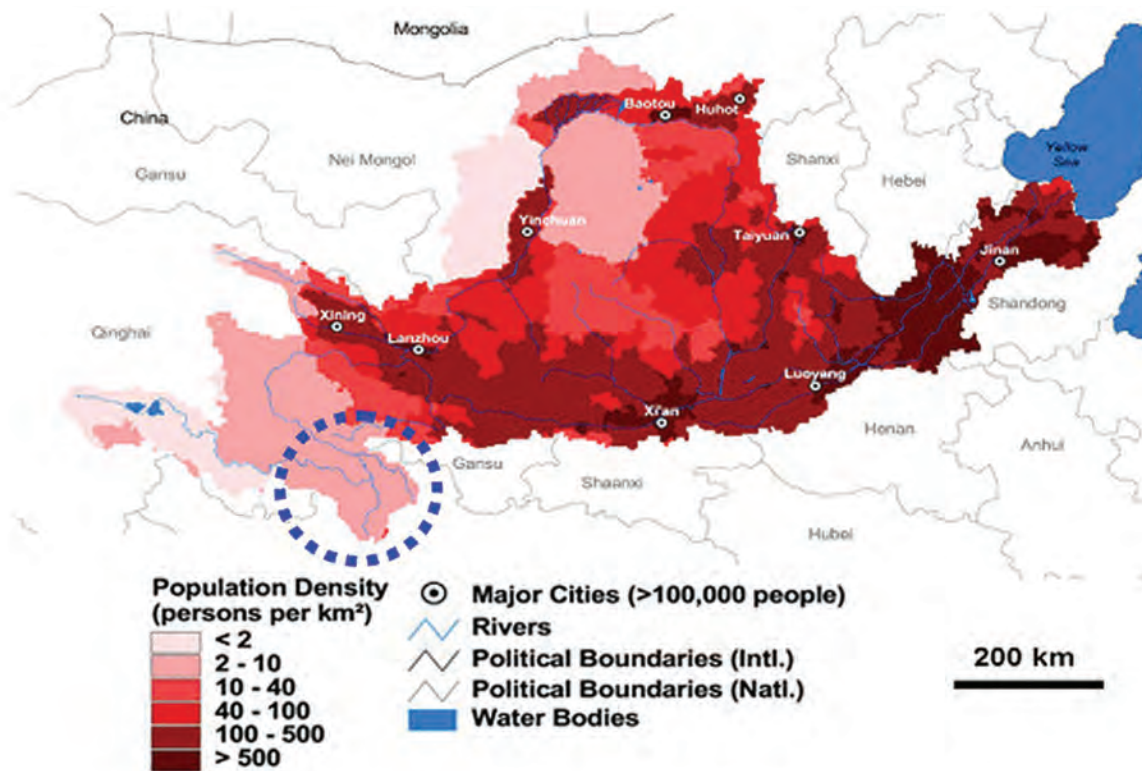 Mongolia
China
Nei Mongol
Gansu
Baotou
Huhot
Shanxi
Hebei
Yellow
Sea
Yinchuan
Taiyuan
Jinan
Shandong
Qinghai
Xining
Lanzhou
Luoyang
Xi'an
Henan
Anhui
Gansu
Shaanxi
Hubei
Population Density
(persons per km²)
< 2
2 - 10
10 - 40
40 - 100
100 - 500
> 500
Major Cities (>100,000 people)
Rivers
Political Boundaries (Intl.)
Political Boundaries (Natl.)
Water Bodies
200 km